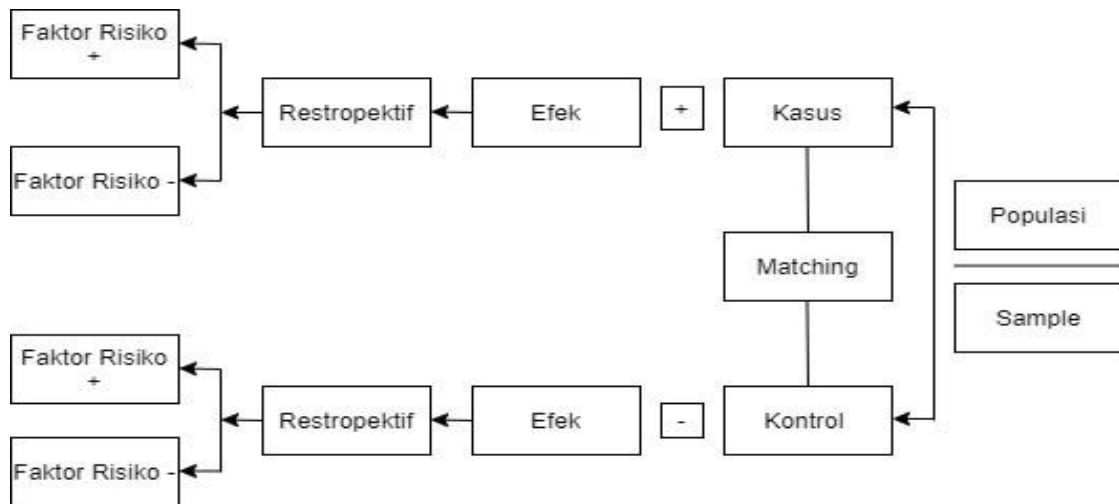 Faktor Risiko
+
Restropektif
Efek
+
Kasus
Faktor Risiko -
Populasi
Matching
Sample
Faktor Risiko
+
Restropektif
Efek
-
Kontrol
Faktor Risiko -